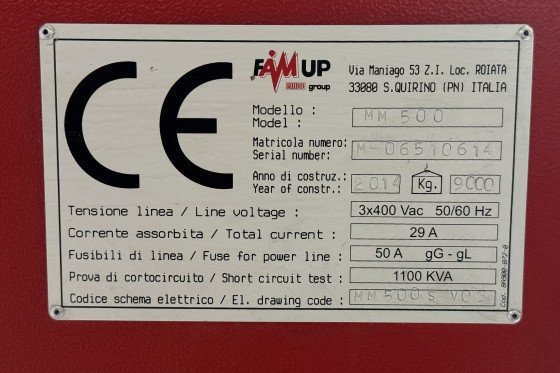 CE
FAMUP
group
Via Maniago 53 Z.I. Loc. ROIATA
33080 S.QUIRINO (PN) ITALIA
Modello :
Model :
MM 500
Matricola numero:
Serial number:
M-06510614
Anno di costruz.:
Year of constr.:
2014 Kg. 9000
Tensione linea / Line voltage : 3x400 Vac 50/60 Hz
Corrente assorbita / Total current : 29 A
Fusibili di linea / Fuse for power line : 50 A gG - gL
Prova di cortocircuito / Short circuit test : 1100 KVA
Codice schema elettrico / El. drawing code : MM500S